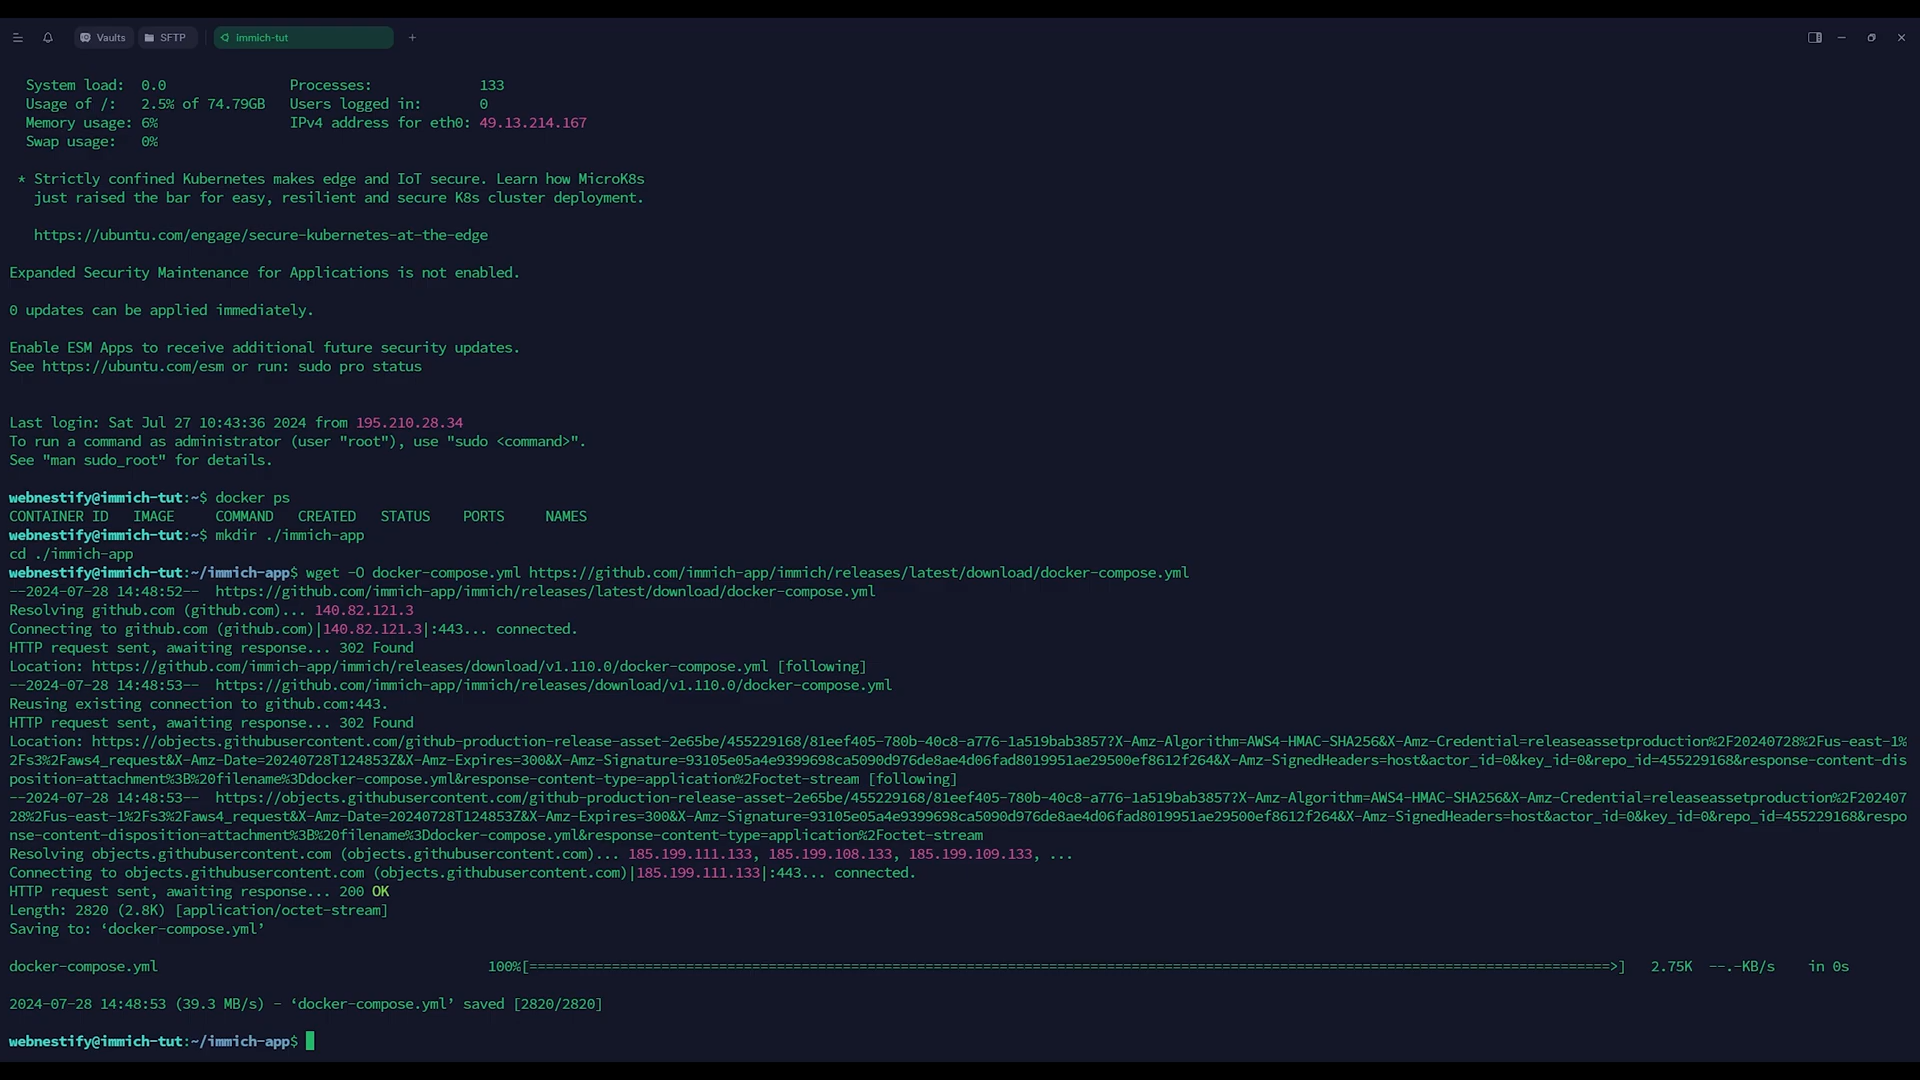 Vaults SFTP immich-tut
System load: 0.0 Processes: 133
Usage of /: 2.5% of 74.79GB Users logged in: 0
Memory usage: 6% IPv4 address for eth0: 49.13.214.167
Swap usage: 0%
* Strictly confined Kubernetes makes edge and IoT secure. Learn how MicroK8s
just raised the bar for easy, resilient and secure K8s cluster deployment.
https://ubuntu.com/engage/secure-kubernetes-at-the-edge
Expanded Security Maintenance for Applications is not enabled.
0 updates can be applied immediately.
Enable ESM Apps to receive additional future security updates.
See https://ubuntu.com/esm or run: sudo pro status
Last login: Sat Jul 27 10:43:36 2024 from 195.210.28.34
To run a command as administrator (user "root"), use "sudo <command>".
See "man sudo_root" for details.
webnestify@immich-tut:~$ docker ps
CONTAINER ID IMAGE COMMAND CREATED STATUS PORTS NAMES
webnestify@immich-tut:~$ mkdir ./immich-app
cd ./immich-app
webnestify@immich-tut:~/immich-app$ wget -O docker-compose.yml https://github.com/immich-app/immich/releases/latest/download/docker-compose.yml
--2024-07-28 14:48:52-- https://github.com/immich-app/immich/releases/latest/download/docker-compose.yml
Resolving github.com (github.com)... 140.82.121.3
Connecting to github.com (github.com)|140.82.121.3|:443... connected.
HTTP request sent, awaiting response... 302 Found
Location: https://github.com/immich-app/immich/releases/download/v1.110.0/docker-compose.yml [following]
--2024-07-28 14:48:53-- https://github.com/immich-app/immich/releases/download/v1.110.0/docker-compose.yml
Reusing existing connection to github.com:443.
HTTP request sent, awaiting response... 302 Found
Location: https://objects.githubusercontent.com/github-production-release-asset-2e65be/455229168/81eef405-780b-40c8-a776-1a519bab3857?X-Amz-Algorithm=AWS4-HMAC-SHA256&X-Amz-Credential=releaseassetproduction%2F20240728%2Fus-east-1%
2Fs3%2Faws4_request&X-Amz-Date=20240728T124853Z&X-Amz-Expires=300&X-Amz-Signature=93105e05a4e9399698ca5090d976de8ae4d06fad8019951ae29500ef8612f264&X-Amz-SignedHeaders=host&actor_id=0&key_id=0&repo_id=455229168&response-content-dis
position=attachment%3B%20filename%3Ddocker-compose.yml&response-content-type=application%2Foctet-stream [following]
--2024-07-28 14:48:53-- https://objects.githubusercontent.com/github-production-release-asset-2e65be/455229168/81eef405-780b-40c8-a776-1a519bab3857?X-Amz-Algorithm=AWS4-HMAC-SHA256&X-Amz-Credential=releaseassetproduction%2F202407
28%2Fus-east-1%2Fs3%2Faws4_request&X-Amz-Date=20240728T124853Z&X-Amz-Expires=300&X-Amz-Signature=93105e05a4e9399698ca5090d976de8ae4d06fad8019951ae29500ef8612f264&X-Amz-SignedHeaders=host&actor_id=0&key_id=0&repo_id=455229168&respo
nse-content-disposition=attachment%3B%20filename%3Ddocker-compose.yml&response-content-type=application%2Foctet-stream
Resolving objects.githubusercontent.com (objects.githubusercontent.com)... 185.199.111.133, 185.199.108.133, 185.199.109.133, ...
Connecting to objects.githubusercontent.com (objects.githubusercontent.com)|185.199.111.133|:443... connected.
HTTP request sent, awaiting response... 200 OK
Length: 2820 (2.8K) [application/octet-stream]
Saving to: ‘docker-compose.yml’
docker-compose.yml 100%[===================================================================================================================================>] 2.75K --.-KB/s in 0s
2024-07-28 14:48:53 (39.3 MB/s) - ‘docker-compose.yml’ saved [2820/2820]
webnestify@immich-tut:~/immich-app$